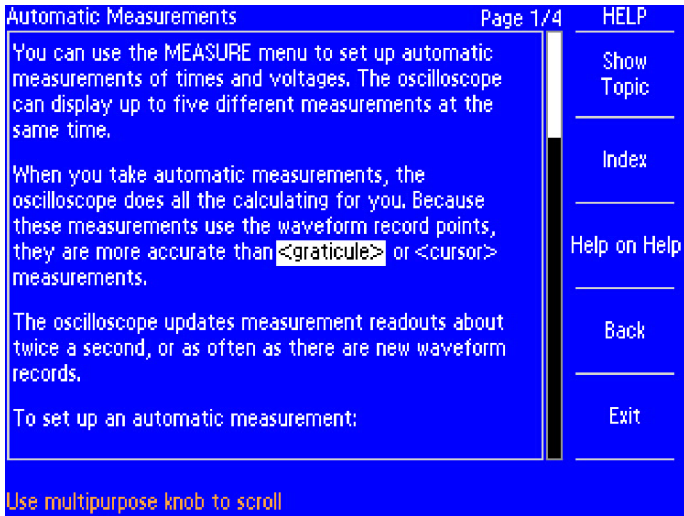 Automatic Measurements Page 1/4 HELP
You can use the MEASURE menu to set up automatic
measurements of times and voltages. The oscilloscope
can display up to five different measurements at the
same time.
When you take automatic measurements, the
oscilloscope does all the calculating for you. Because
these measurements use the waveform record points,
they are more accurate than <graticule> or <cursor>
measurements.
The oscilloscope updates measurement readouts about
twice a second, or as often as there are new waveform
records.
To set up an automatic measurement:
Show
Topic
Index
Help on Help
Back
Exit
Use multipurpose knob to scroll